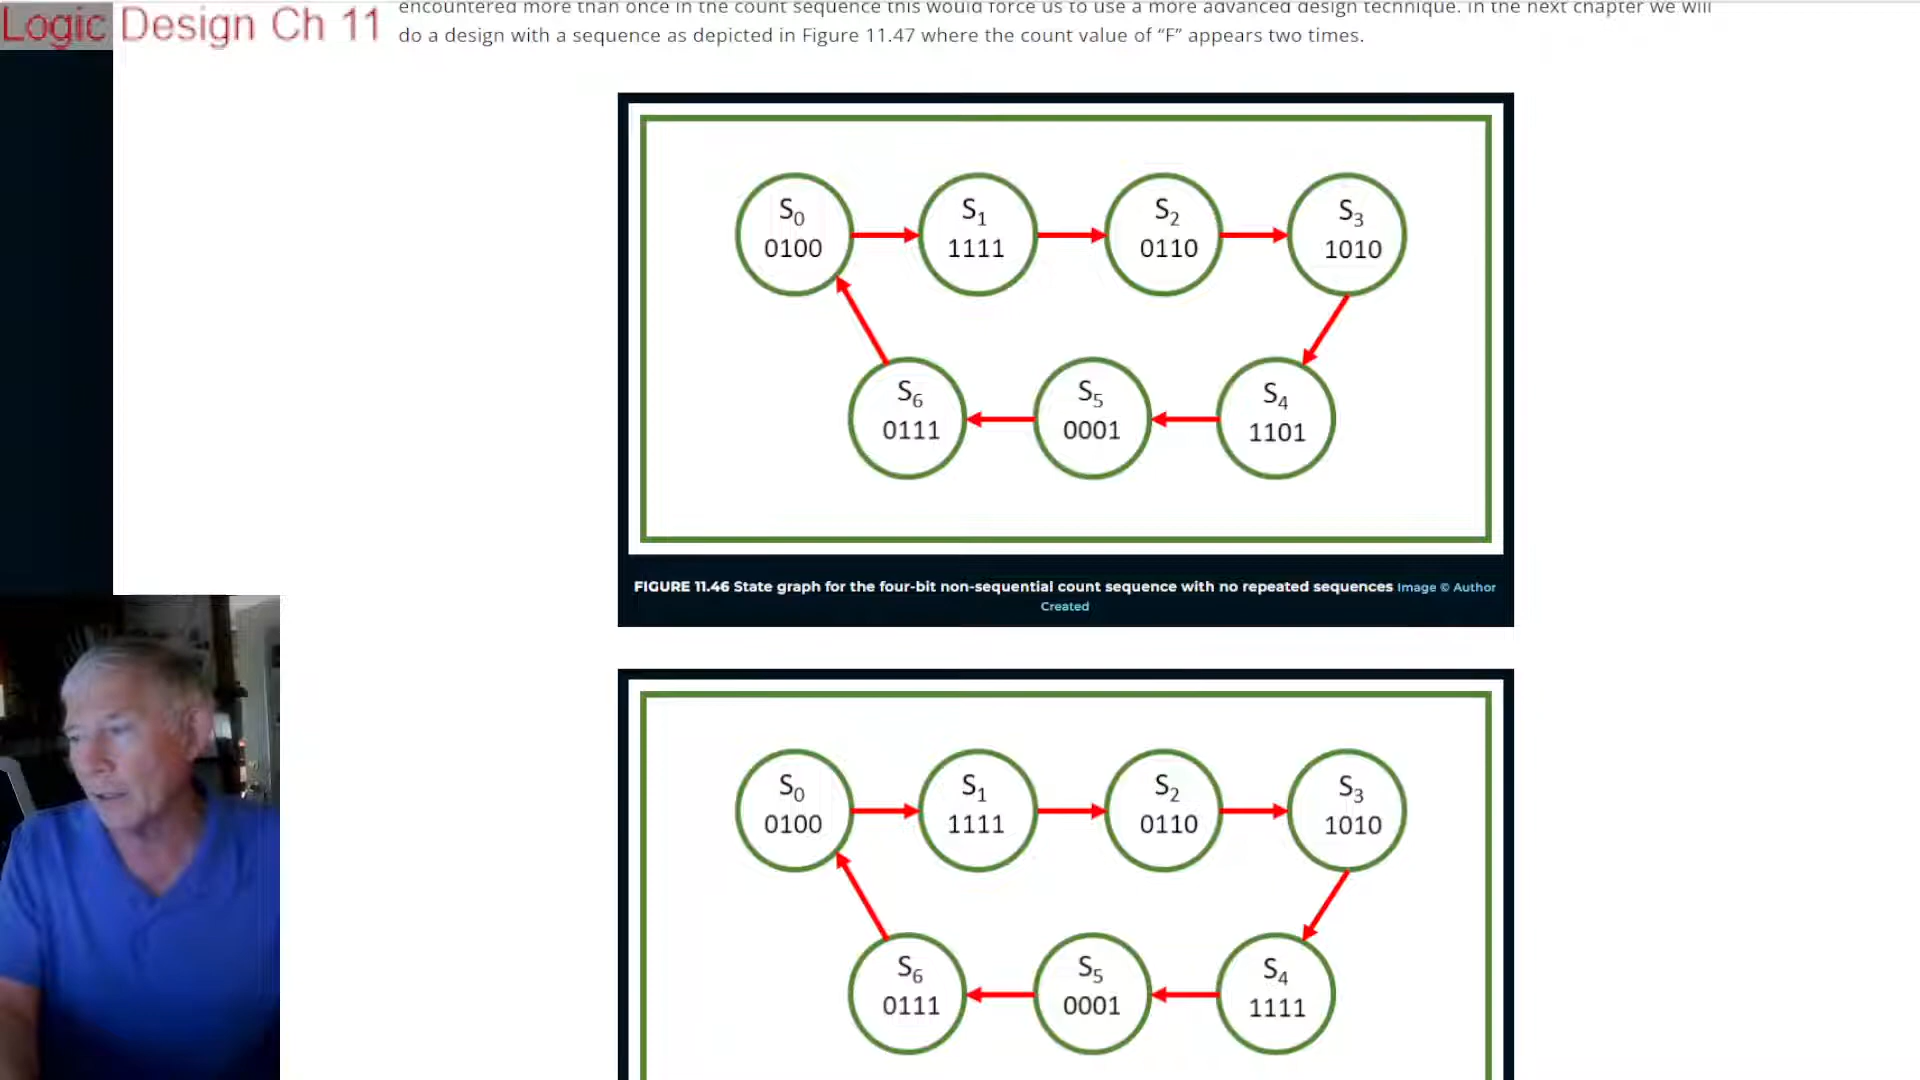 Logic Design Ch 11
encountered more than once in the count sequence this would force us to use a more advanced design technique. In the next chapter we will
do a design with a sequence as depicted in Figure 11.47 where the count value of “F” appears two times.
S0 S1 S2 S3
0100 1111 0110 1010
S6 S5 S4
0111 0001 1101
FIGURE 11.46 State graph for the four-bit non-sequential count sequence with no repeated sequences Image © Author
Created
S0 S1 S2 S3
0100 1111 0110 1010
S6 S5 S4
0111 0001 1111